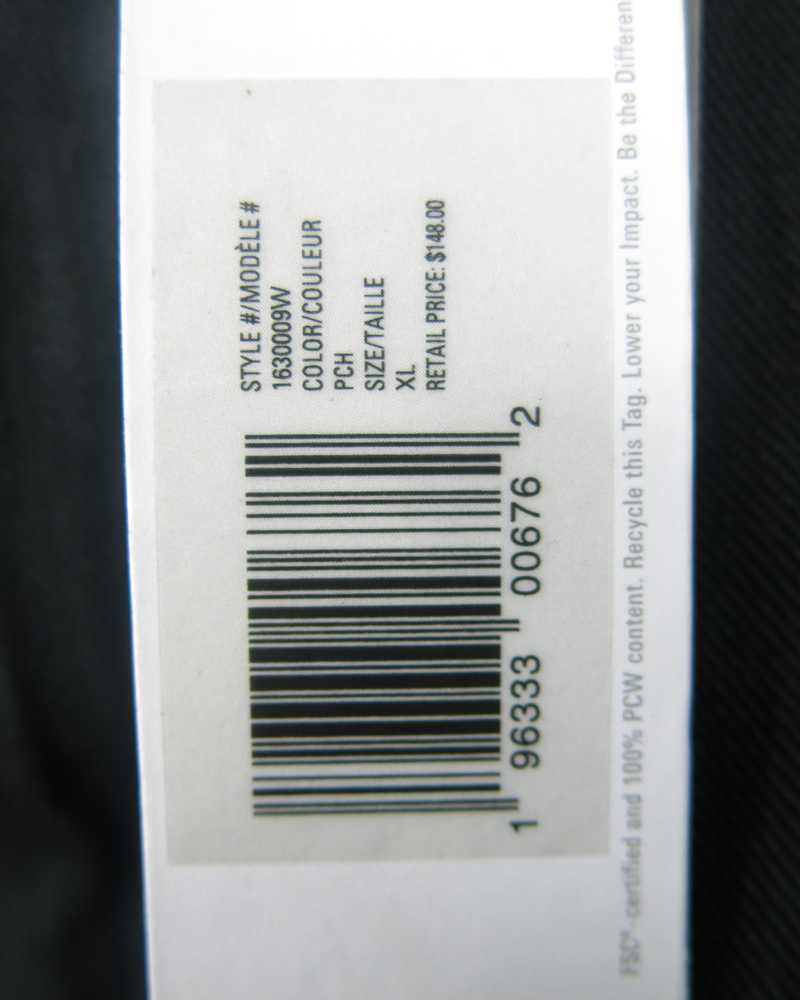 STYLE #/MODÈLE #
1630009W
COLOR/COULEUR
PCH
SIZE/TAILLE
XL
RETAIL PRICE: $148.00
1 96333 00676 2
FSC®-certified and 100% PCW content. Recycle this Tag. Lower your Impact. Be the Differen